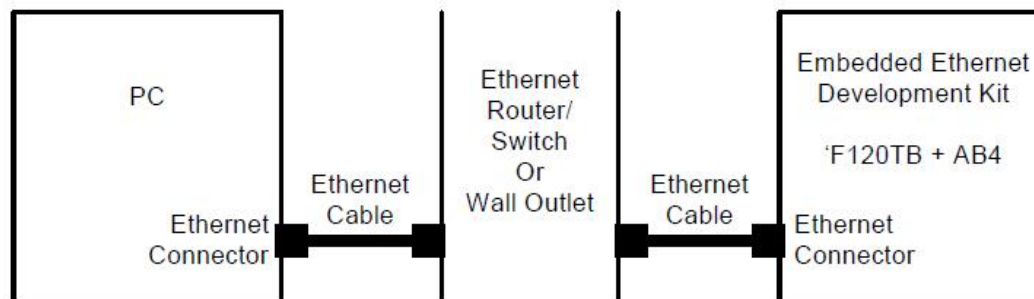 PC
Ethernet
Connector
Ethernet
Cable
Ethernet
Router/
Switch
Or
Wall Outlet
Ethernet
Cable
Embedded Ethernet
Development Kit
‘F120TB + AB4
Ethernet
Connector